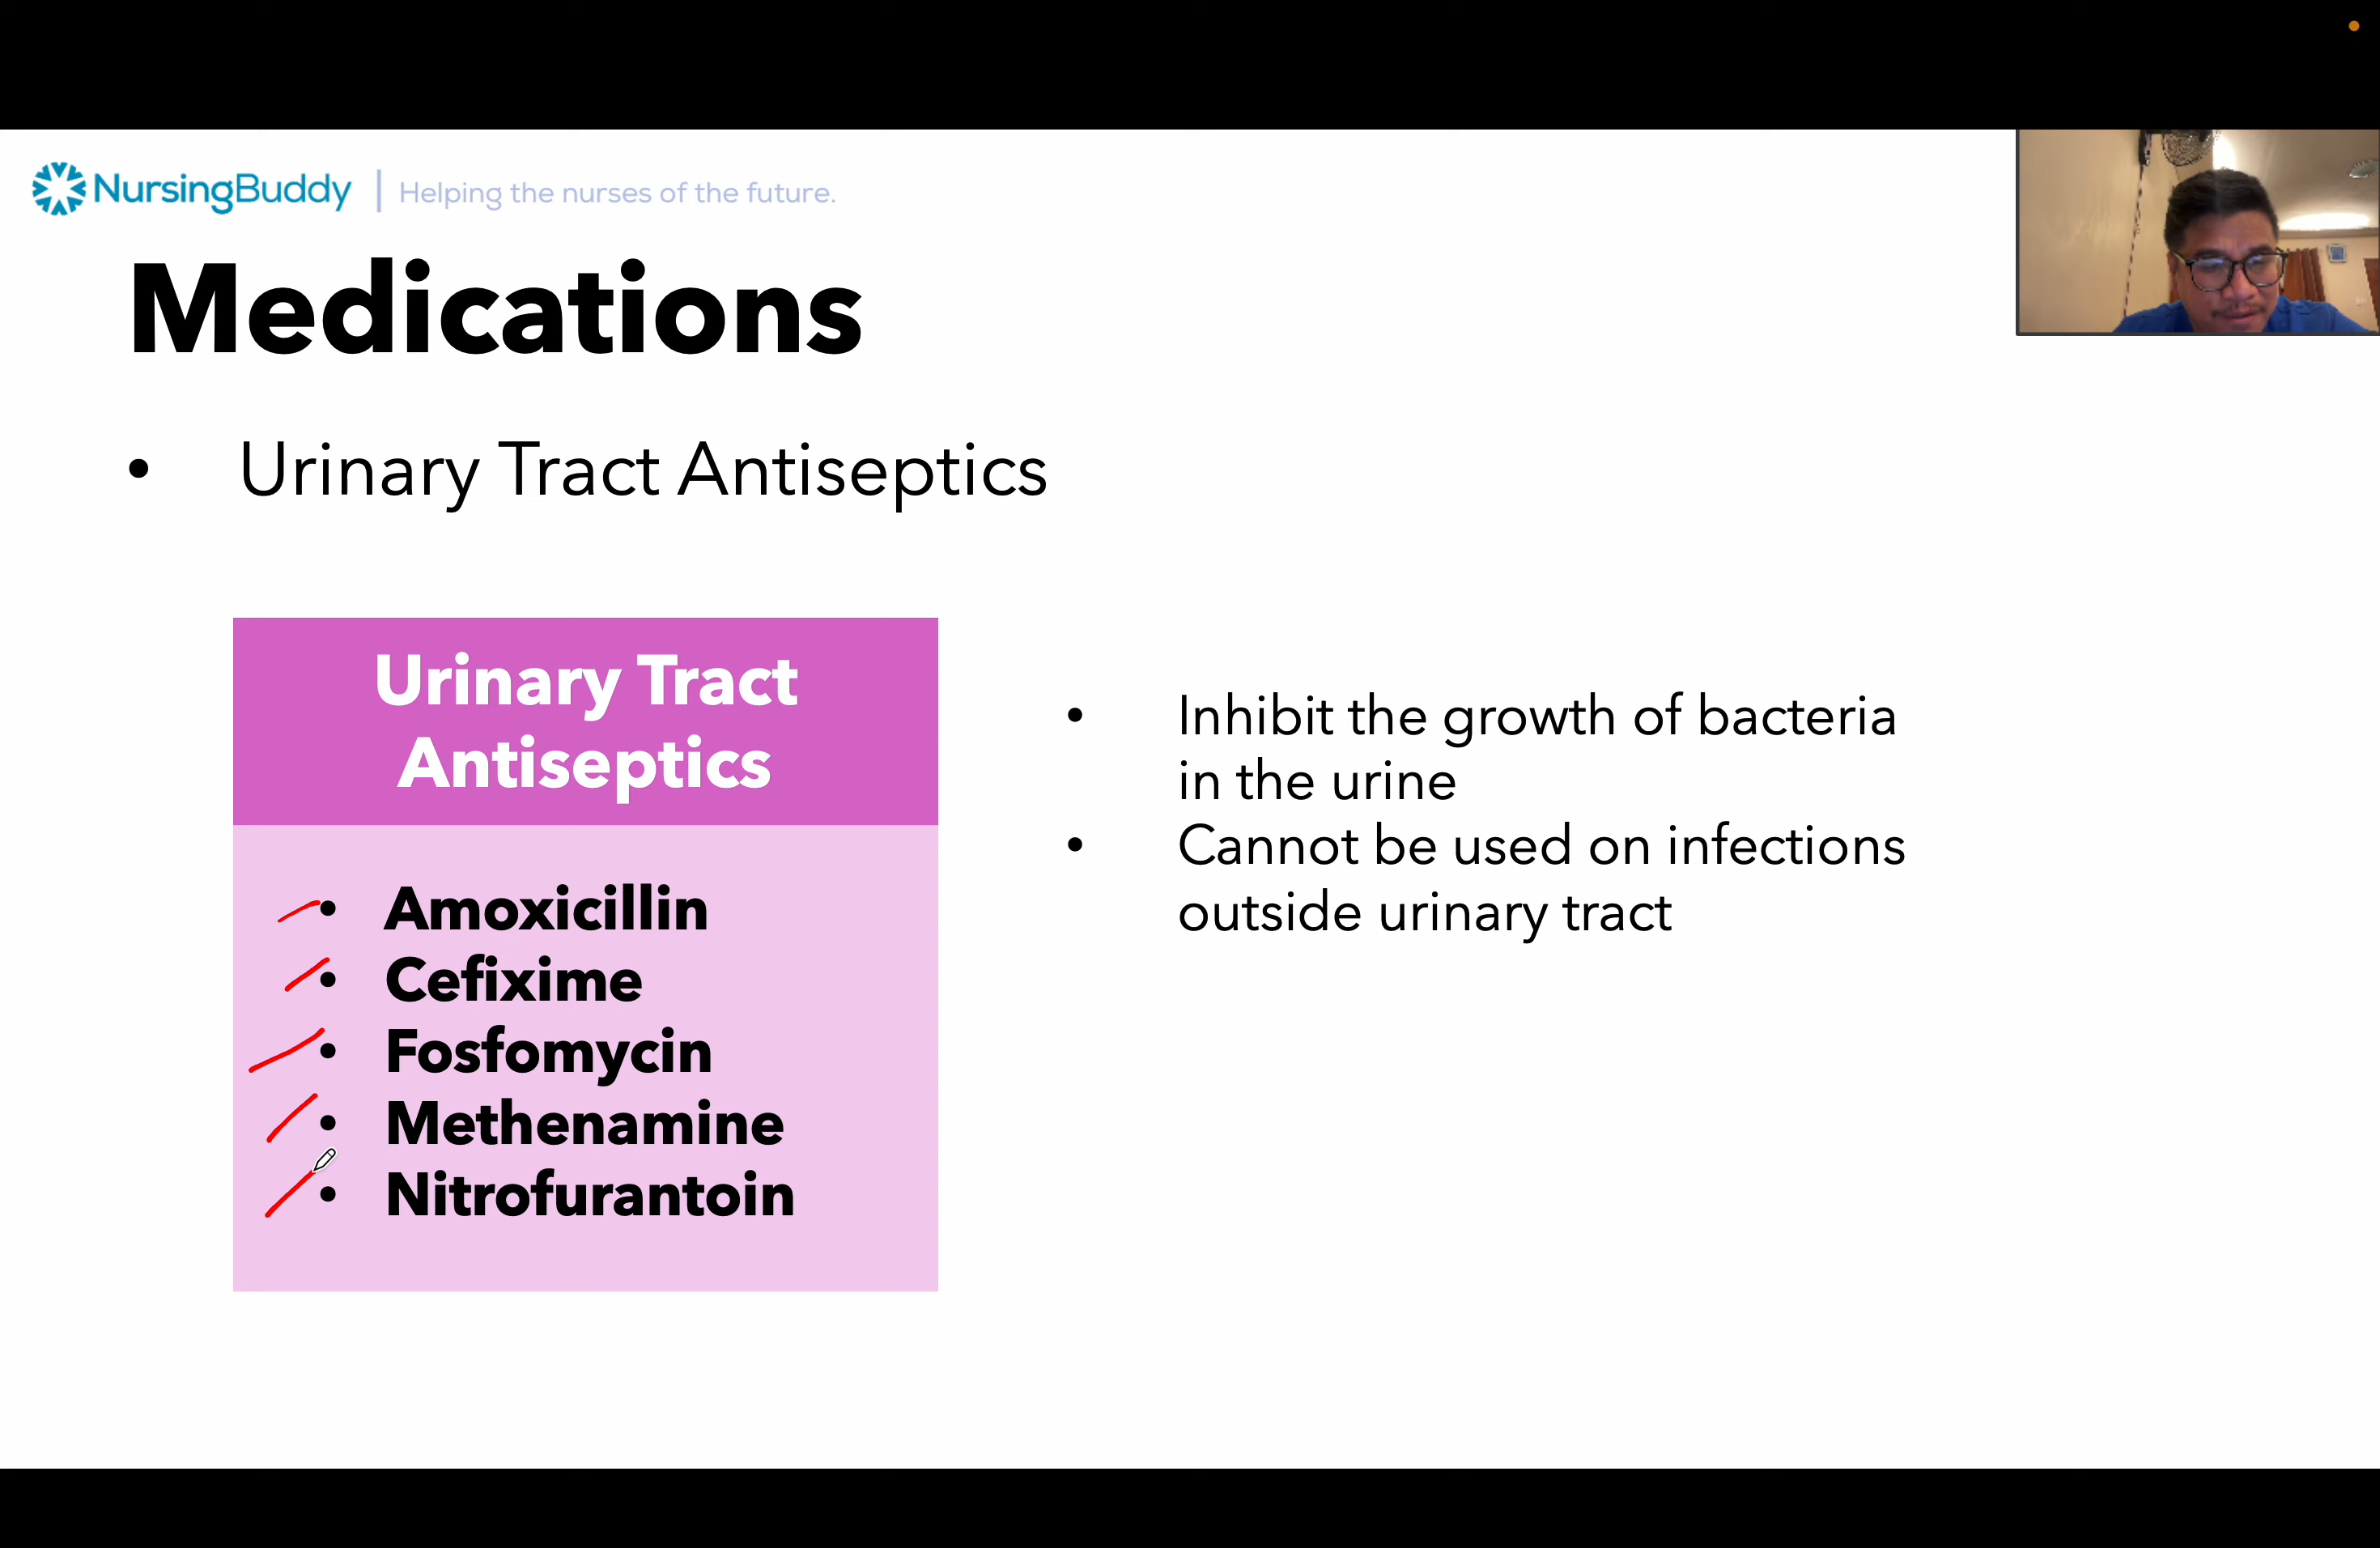 NursingBuddy | Helping the nurses of the future.
Medications
• Urinary Tract Antiseptics
Urinary Tract
Antiseptics
• Amoxicillin
• Cefixime
• Fosfomycin
• Methenamine
• Nitrofurantoin
• Inhibit the growth of bacteria
in the urine
• Cannot be used on infections
outside urinary tract